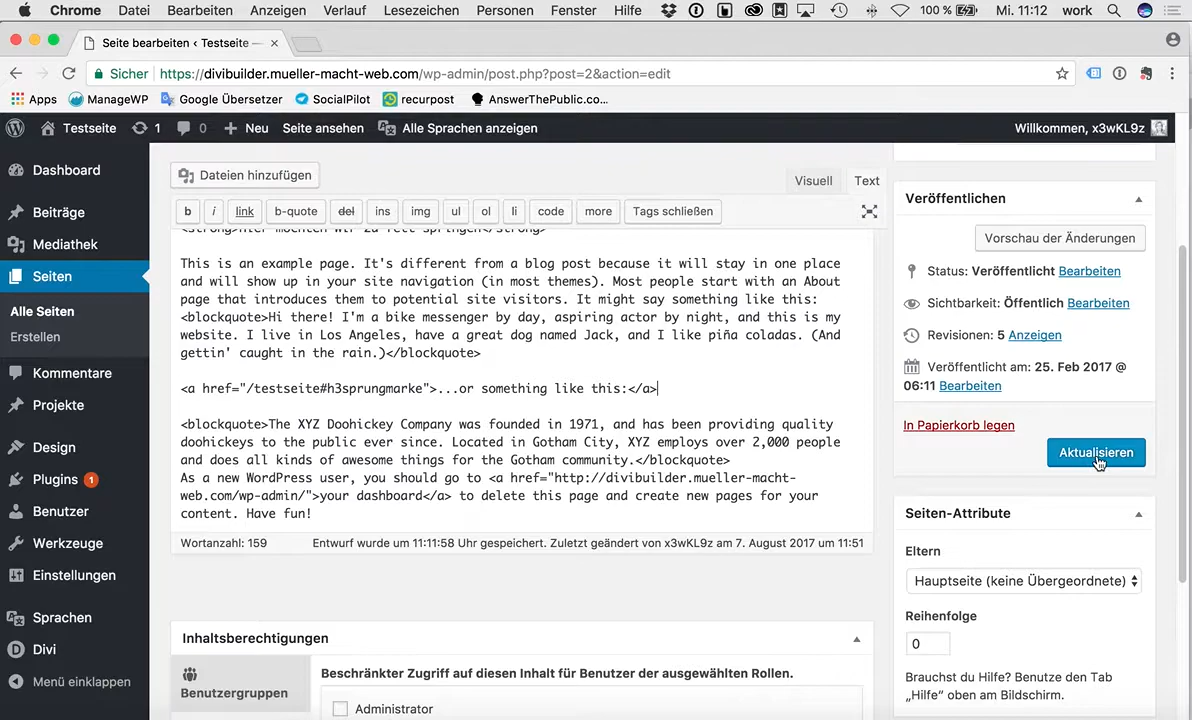 Chrome Datei Bearbeiten Anzeigen Verlauf Lesezeichen Personen Fenster Hilfe 100 % Mi. 11:12 work
Seite bearbeiten ‹ Testseite —
Sicher https://divibuilder.mueller-macht-web.com/wp-admin/post.php?post=2&action=edit
Apps ManageWP Google Übersetzer SocialPilot recurpost AnswerThePublic.co...
Testseite 1 0 Neu Seite ansehen Alle Sprachen anzeigen Willkommen, x3wKL9z
Dashboard
Beiträge
Mediathek
Seiten
Alle Seiten
Erstellen
Kommentare
Projekte
Design
Plugins 1
Benutzer
Werkzeuge
Einstellungen
Sprachen
Divi
Menü einklappen
Dateien hinzufügen
Visuell Text
b i link b-quote del ins img ul ol li code more Tags schließen
<strong>Hier möchten wir zu Fett springen</strong>
This is an example page. It's different from a blog post because it will stay in one place
and will show up in your site navigation (in most themes). Most people start with an About
page that introduces them to potential site visitors. It might say something like this:
<blockquote>Hi there! I'm a bike messenger by day, aspiring actor by night, and this is my
website. I live in Los Angeles, have a great dog named Jack, and I like piña coladas. (And
gettin' caught in the rain.)</blockquote>
<a href="/testseite#h3sprungmarke">...or something like this:</a>
<blockquote>The XYZ Doohickey Company was founded in 1971, and has been providing quality
doohickeys to the public ever since. Located in Gotham City, XYZ employs over 2,000 people
and does all kinds of awesome things for the Gotham community.</blockquote>
As a new WordPress user, you should go to <a href="http://divibuilder.mueller-macht-
web.com/wp-admin/">your dashboard</a> to delete this page and create new pages for your
content. Have fun!
Wortanzahl: 159 Entwurf wurde um 11:11:58 Uhr gespeichert. Zuletzt geändert von x3wKL9z am 7. August 2017 um 11:51
Inhaltsberechtigungen
Benutzergruppen
Beschränkter Zugriff auf diesen Inhalt für Benutzer der ausgewählten Rollen.
Administrator
Veröffentlichen
Vorschau der Änderungen
Status: Veröffentlicht Bearbeiten
Sichtbarkeit: Öffentlich Bearbeiten
Revisionen: 5 Anzeigen
Veröffentlicht am: 25. Feb 2017 @
06:11 Bearbeiten
In Papierkorb legen
Aktualisieren
Seiten-Attribute
Eltern
Hauptseite (keine Übergeordnete)
Reihenfolge
0
Brauchst du Hilfe? Benutze den Tab
„Hilfe“ oben am Bildschirm.